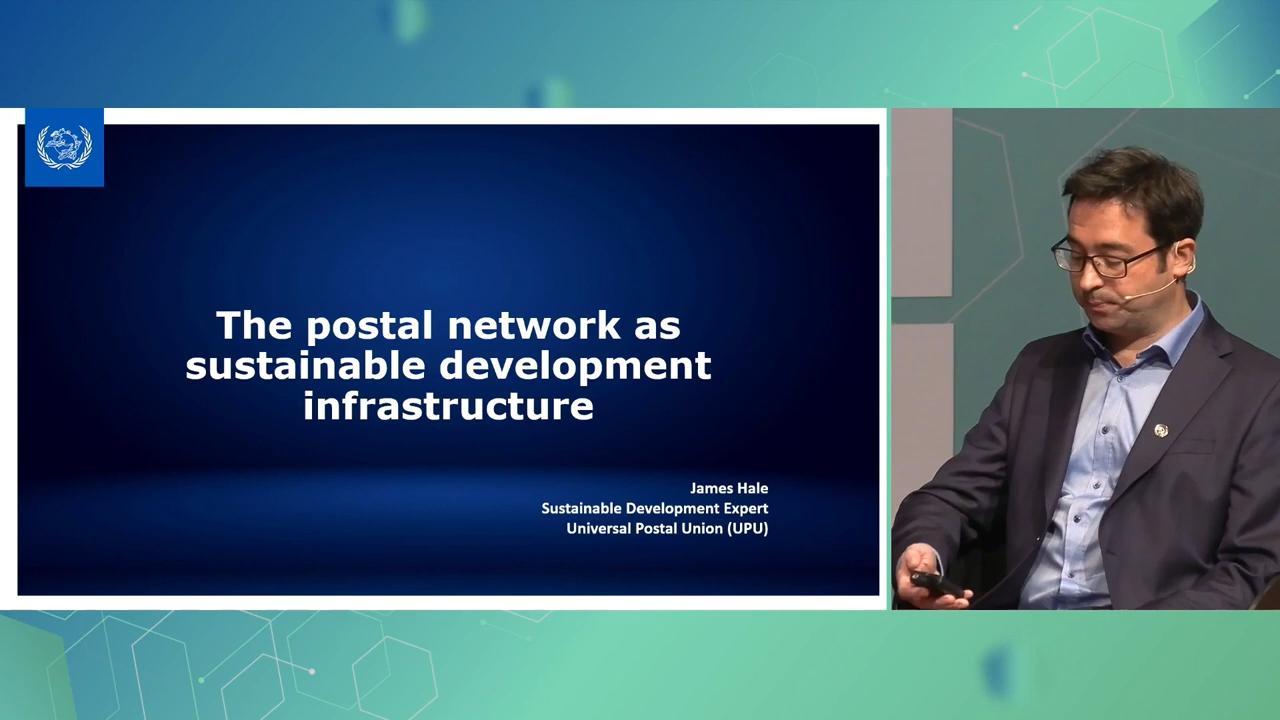 The postal network as
sustainable development
infrastructure
James Hale
Sustainable Development Expert
Universal Postal Union (UPU)